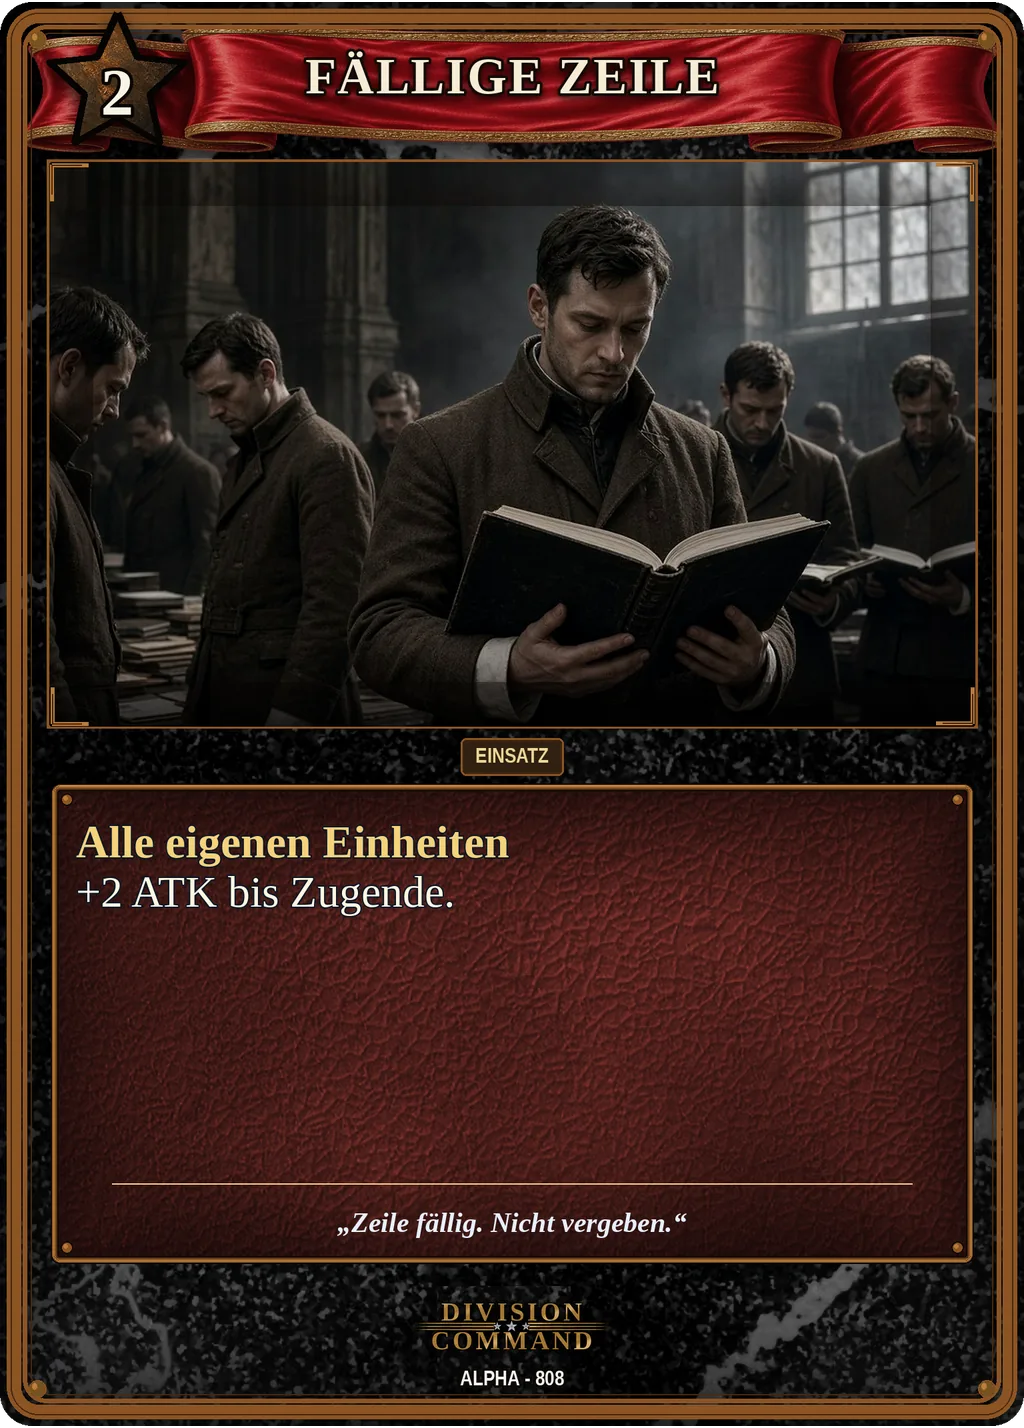 2
FÄLLIGE ZEILE
EINSATZ
Alle eigenen Einheiten
+2 ATK bis Zugende.
„Zeile fällig. Nicht vergeben.“
DIVISION
COMMAND
ALPHA - 808